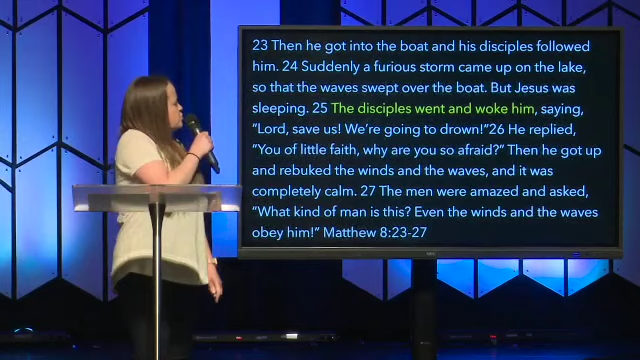 23 Then he got into the boat and his disciples followed
him. 24 Suddenly a furious storm came up on the lake,
so that the waves swept over the boat. But Jesus was
sleeping. 25 The disciples went and woke him, saying,
"Lord, save us! We're going to drown!"26 He replied,
"You of little faith, why are you so afraid?" Then he got up
and rebuked the winds and the waves, and it was
completely calm. 27 The men were amazed and asked,
"What kind of man is this? Even the winds and the waves
obey him!" Matthew 8:23-27